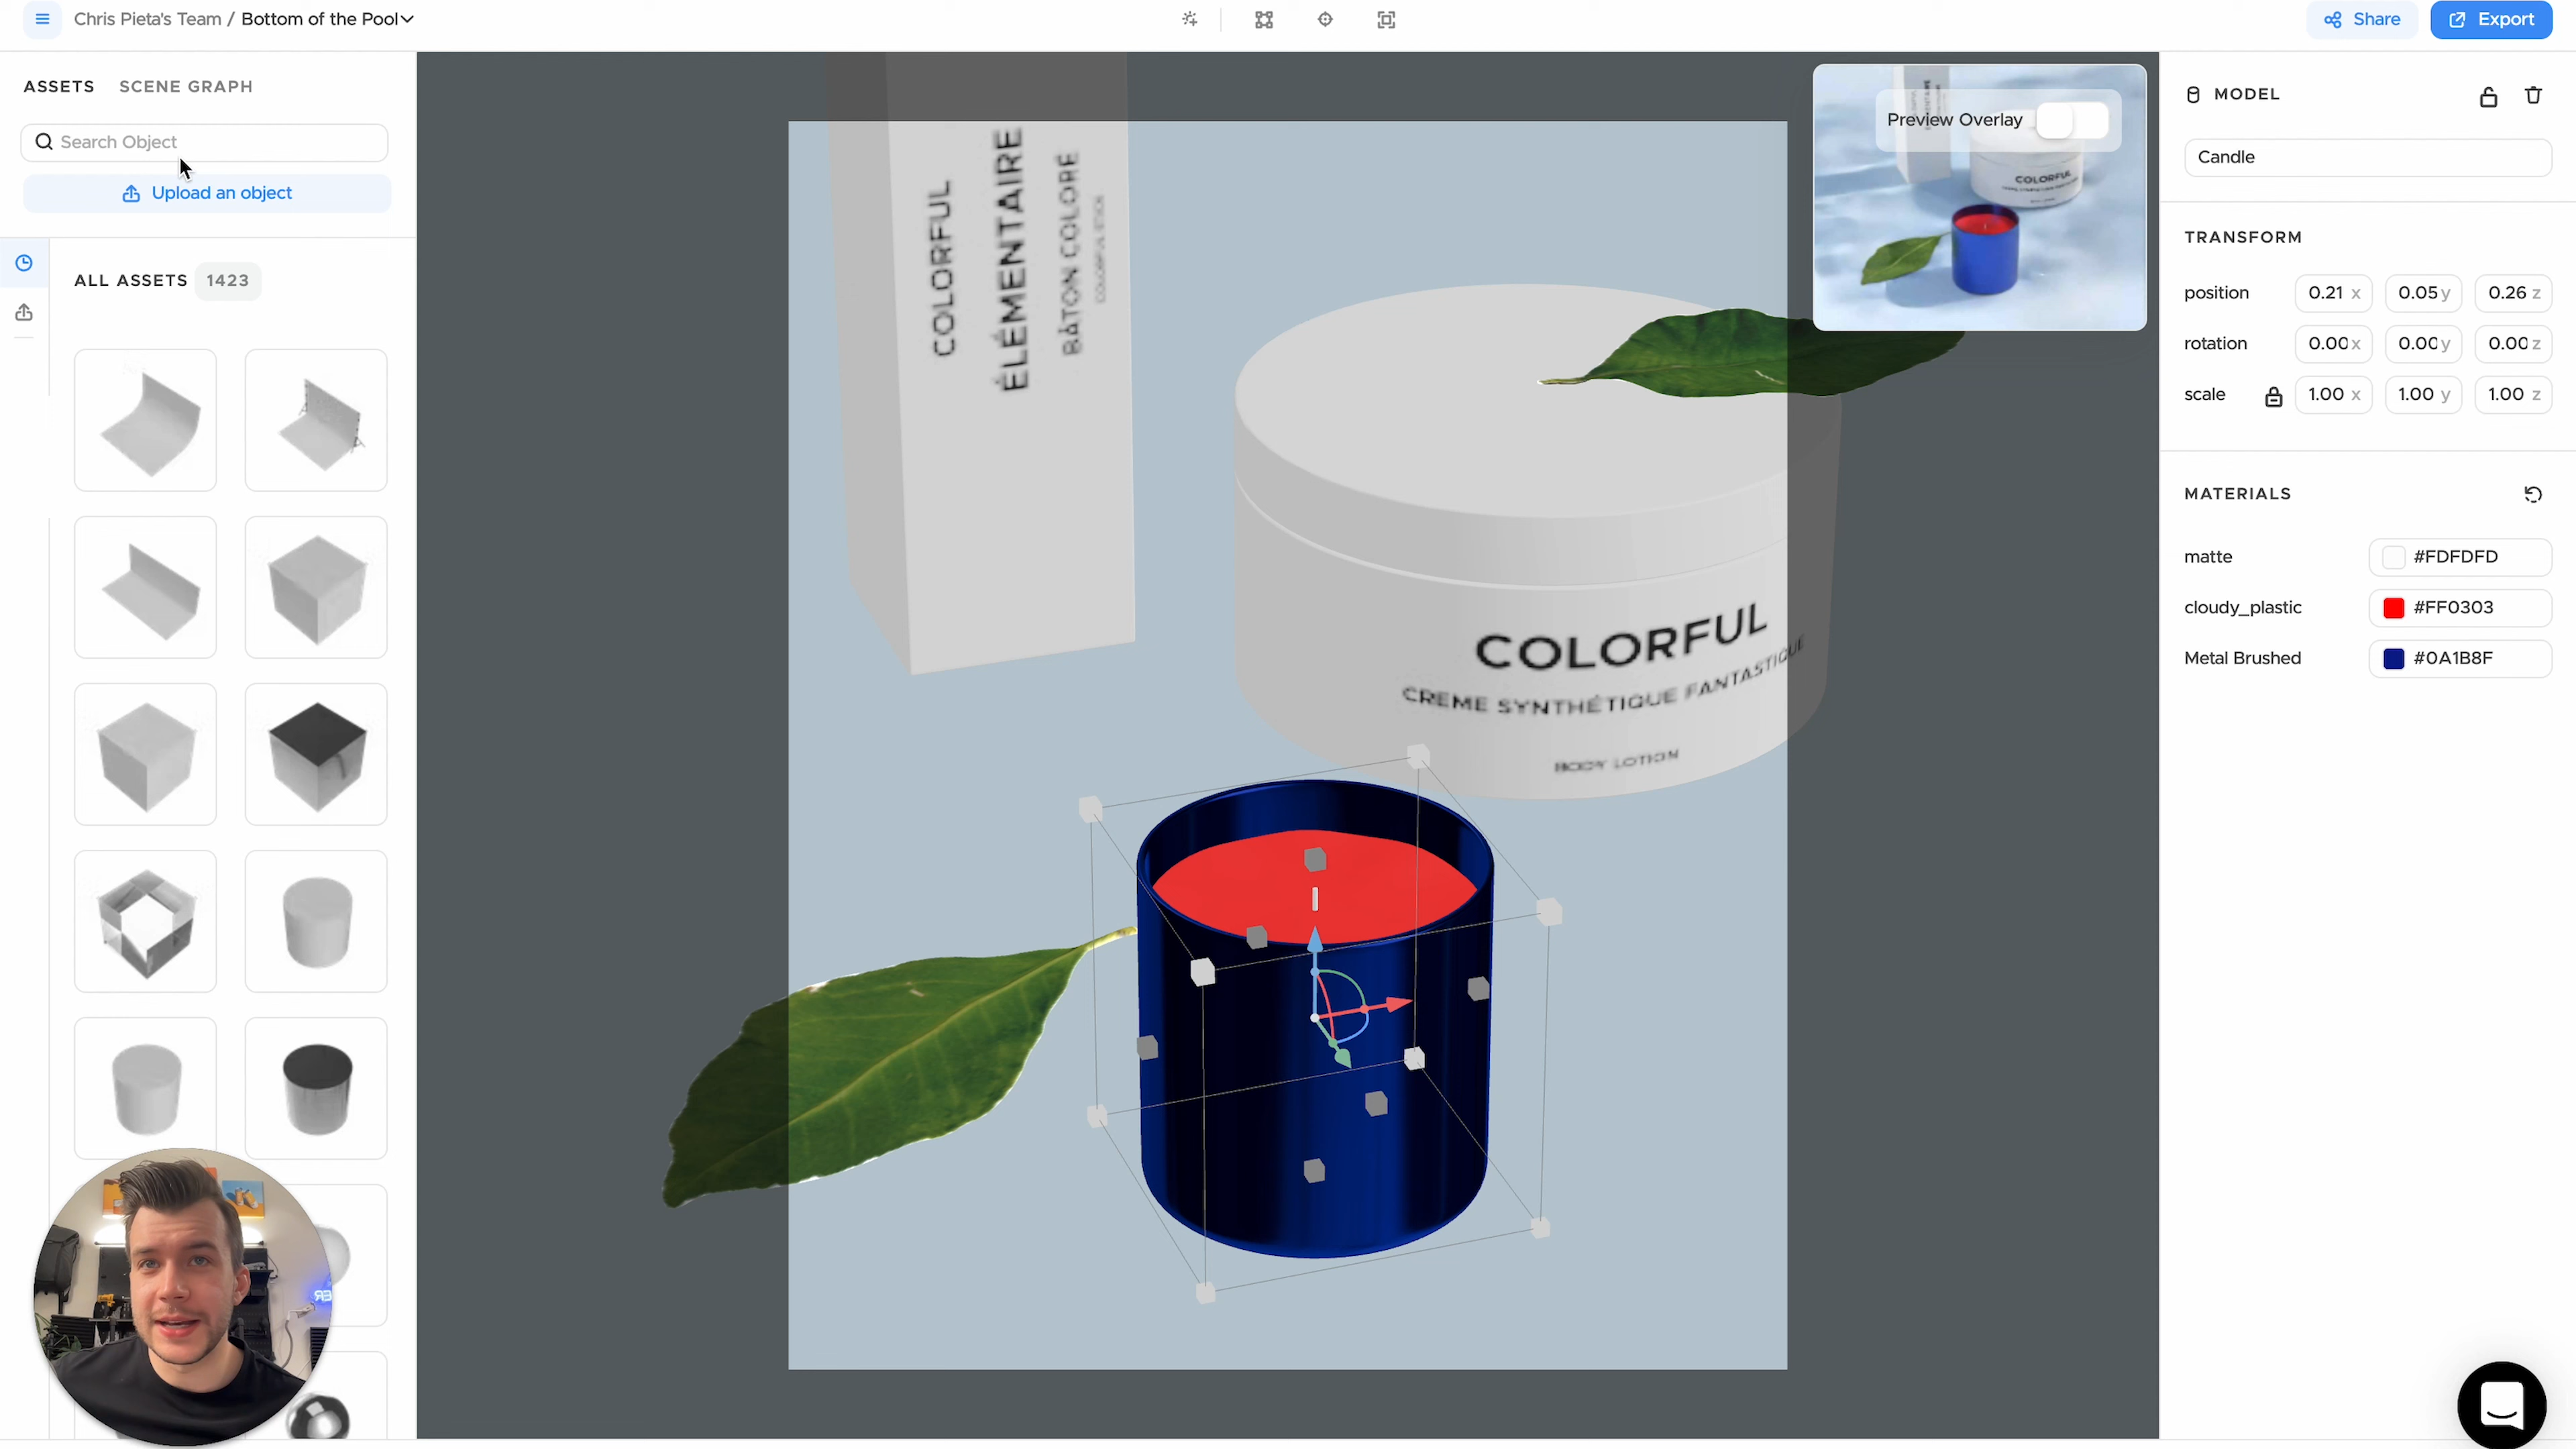 Chris Pieta's Team / Bottom of the Pool
Share
Export
ASSETS
SCENE GRAPH
Search Object
Upload an object
ALL ASSETS 1423
COLORFUL
ÉLÉMENTAIRE
BÂTON COLORÉ
COLORFUL STICK
COLORFUL
CREME SYNTHÉTIQUE FANTASTIQUE
BODY LOTION
Preview Overlay
COLORFUL
MODEL
Candle
TRANSFORM
position 0.21 x 0.05 y 0.26 z
rotation 0.00 x 0.00 y 0.00 z
scale 1.00 x 1.00 y 1.00 z
MATERIALS
matte #FDFDFD
cloudy_plastic #FF0303
Metal Brushed #0A1B8F